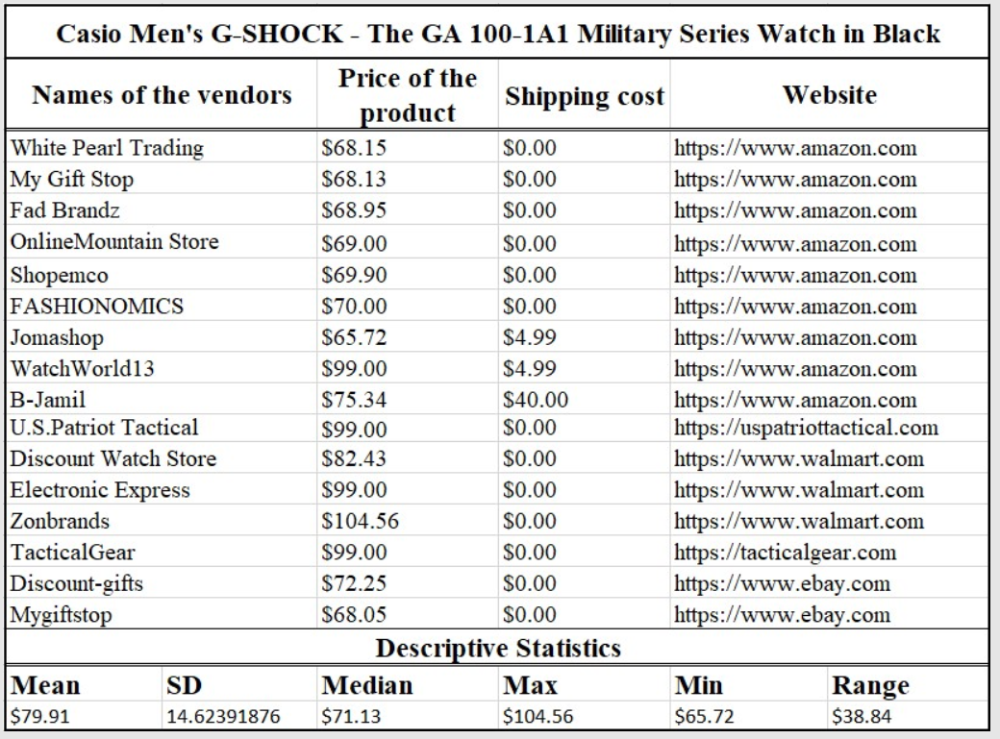 Casio Men's G-SHOCK - The GA 100-1A1 Military Series Watch in Black
Names of the vendors Price of the product Shipping cost Website
White Pearl Trading $68.15 $0.00 https://www.amazon.com
My Gift Stop $68.13 $0.00 https://www.amazon.com
Fad Brandz $68.95 $0.00 https://www.amazon.com
OnlineMountain Store $69.00 $0.00 https://www.amazon.com
Shopemco $69.90 $0.00 https://www.amazon.com
FASHIONOMICS $70.00 $0.00 https://www.amazon.com
Jomashop $65.72 $4.99 https://www.amazon.com
WatchWorld13 $99.00 $4.99 https://www.amazon.com
B-Jamil $75.34 $40.00 https://www.amazon.com
U.S.Patriot Tactical $99.00 $0.00 https://uspatriottactical.com
Discount Watch Store $82.43 $0.00 https://www.walmart.com
Electronic Express $99.00 $0.00 https://www.walmart.com
Zonbrands $104.56 $0.00 https://www.walmart.com
TacticalGear $99.00 $0.00 https://tacticalgear.com
Discount-gifts $72.25 $0.00 https://www.ebay.com
Mygiftstop $68.05 $0.00 https://www.ebay.com
Descriptive Statistics
Mean SD Median Max Min Range
$79.91 14.62391876 $71.13 $104.56 $65.72 $38.84